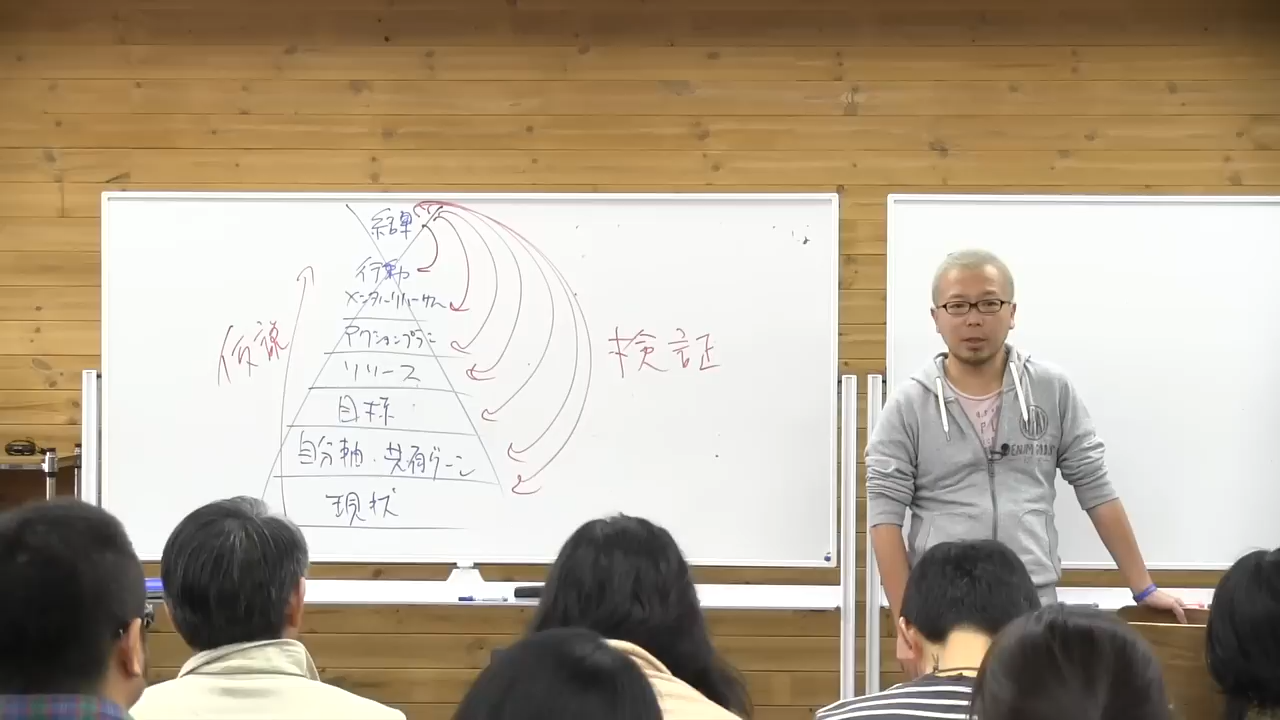 結果
行動
メンタルリハーサル
アクションプラン
リリース
目標
自分軸・共有ゾーン
現状
仮説
検証